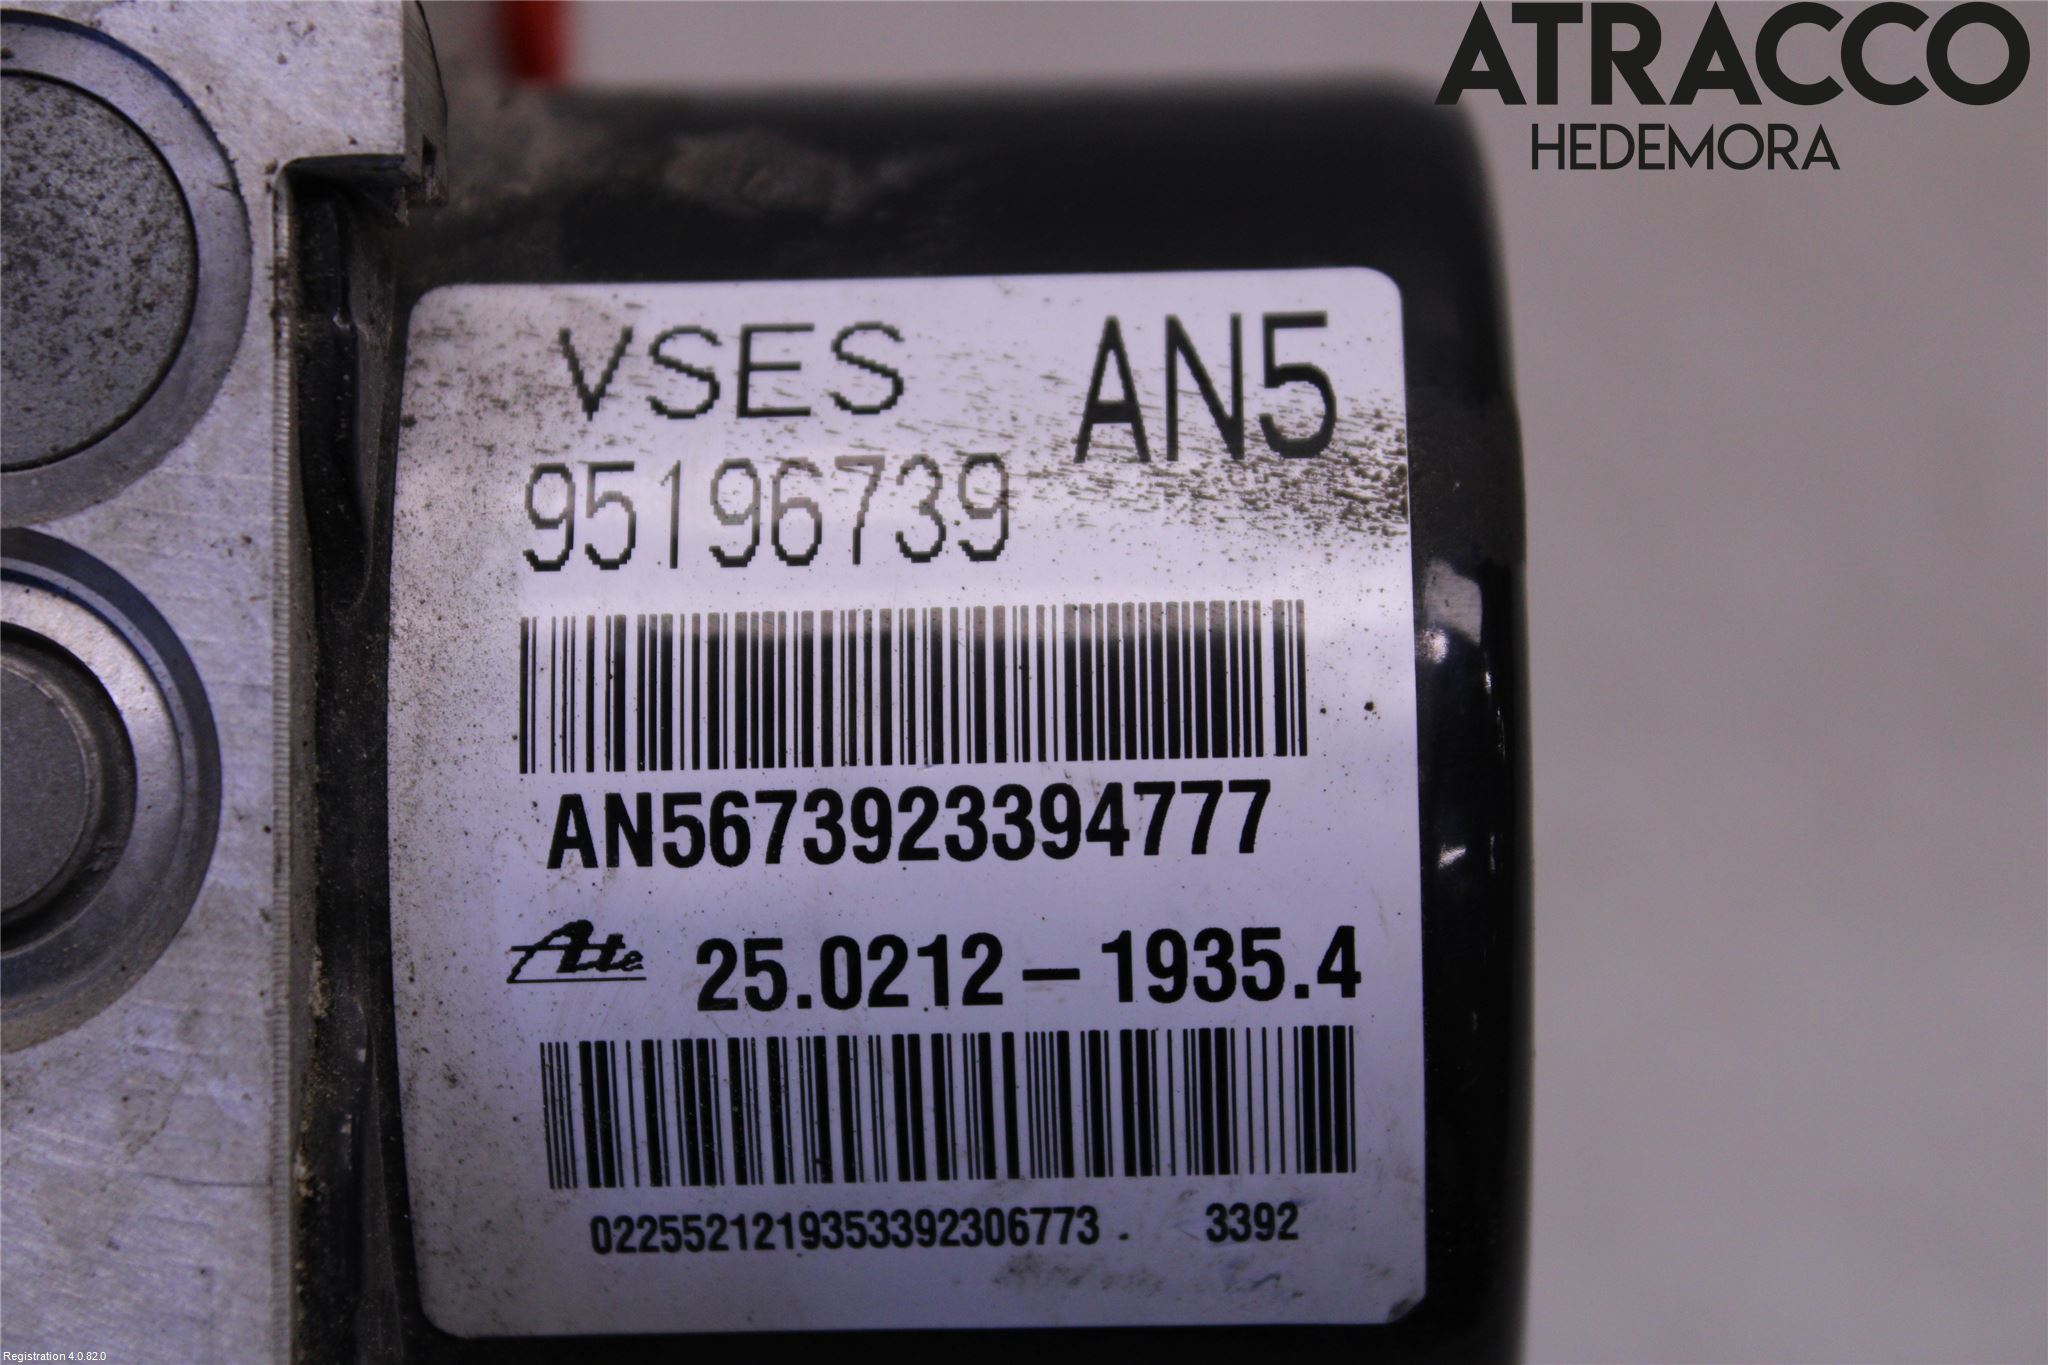 ATRACCO
HEDEMORA
VSES AN5
95196739
AN5673923394777
Ate 25.0212-1935.4
0225521219353392306773. 3392
Registration 4.0.82.0